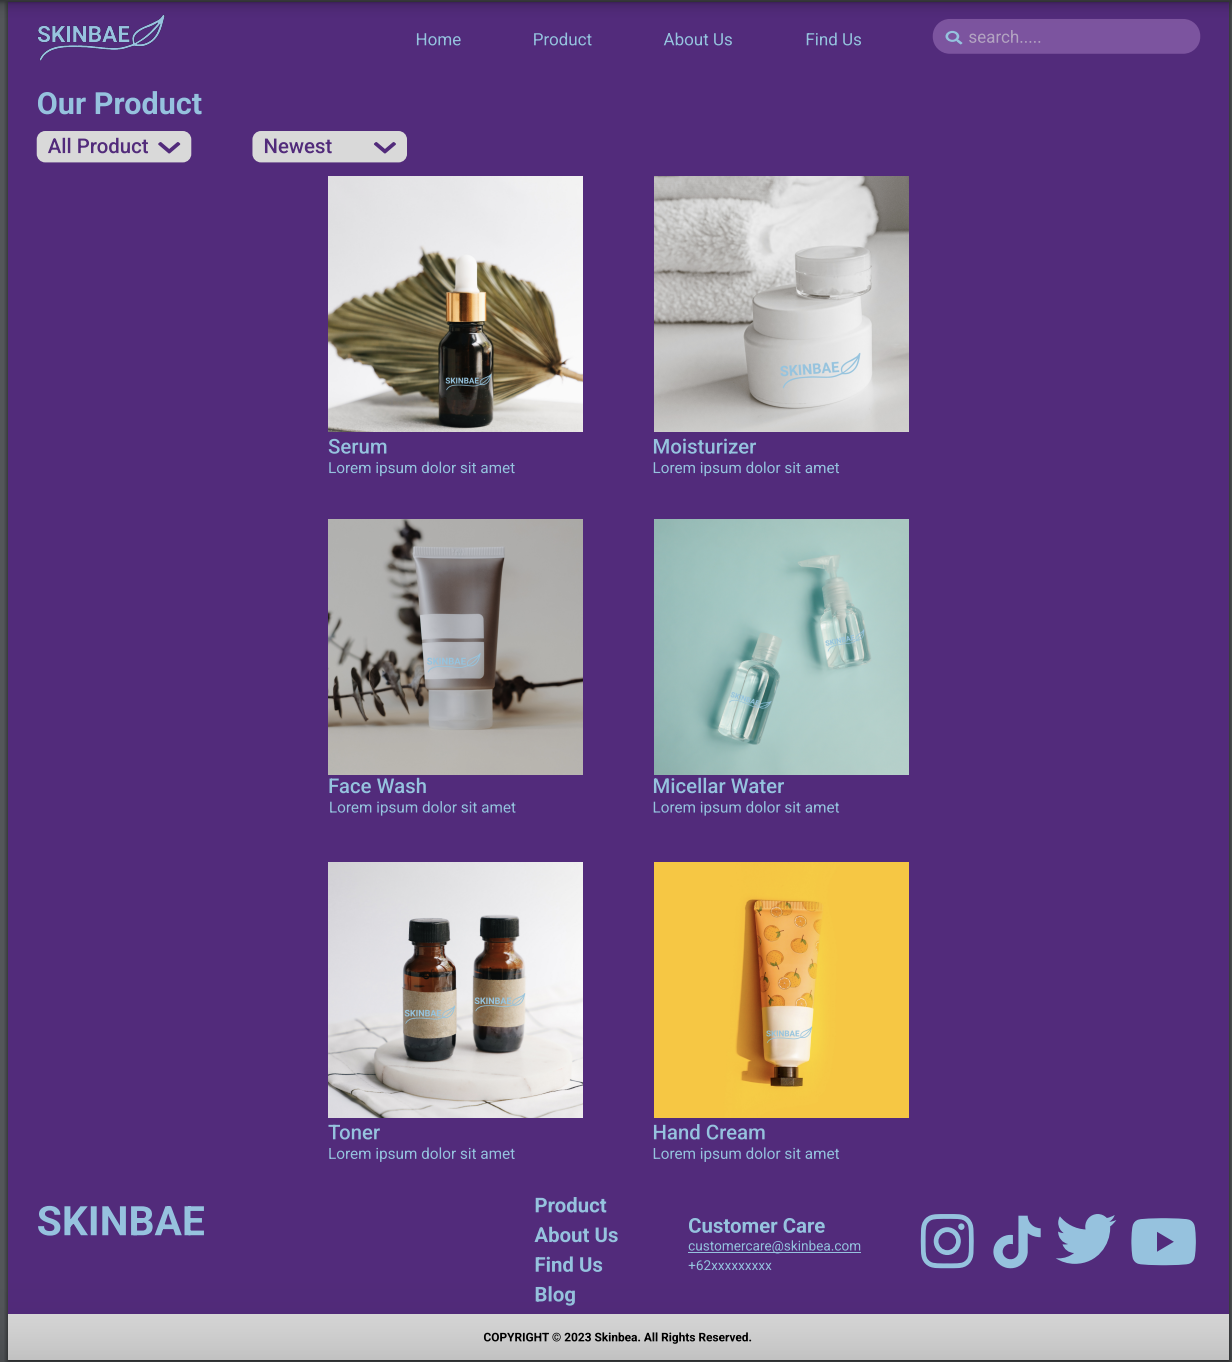 SKINBAE
Home Product About Us Find Us
search.....
Our Product
All Product
Newest
SKINBAE
SKINBAE
Serum
Lorem ipsum dolor sit amet
Moisturizer
Lorem ipsum dolor sit amet
SKINBAE
SKINBAE
SKINBAE
Face Wash
Lorem ipsum dolor sit amet
Micellar Water
Lorem ipsum dolor sit amet
SKINBAE
SKINBAE
SKINBAE
Toner
Lorem ipsum dolor sit amet
Hand Cream
Lorem ipsum dolor sit amet
SKINBAE
Product
About Us
Find Us
Blog
Customer Care
customercare@skinbea.com
+62xxxxxxxxx
COPYRIGHT © 2023 Skinbea. All Rights Reserved.